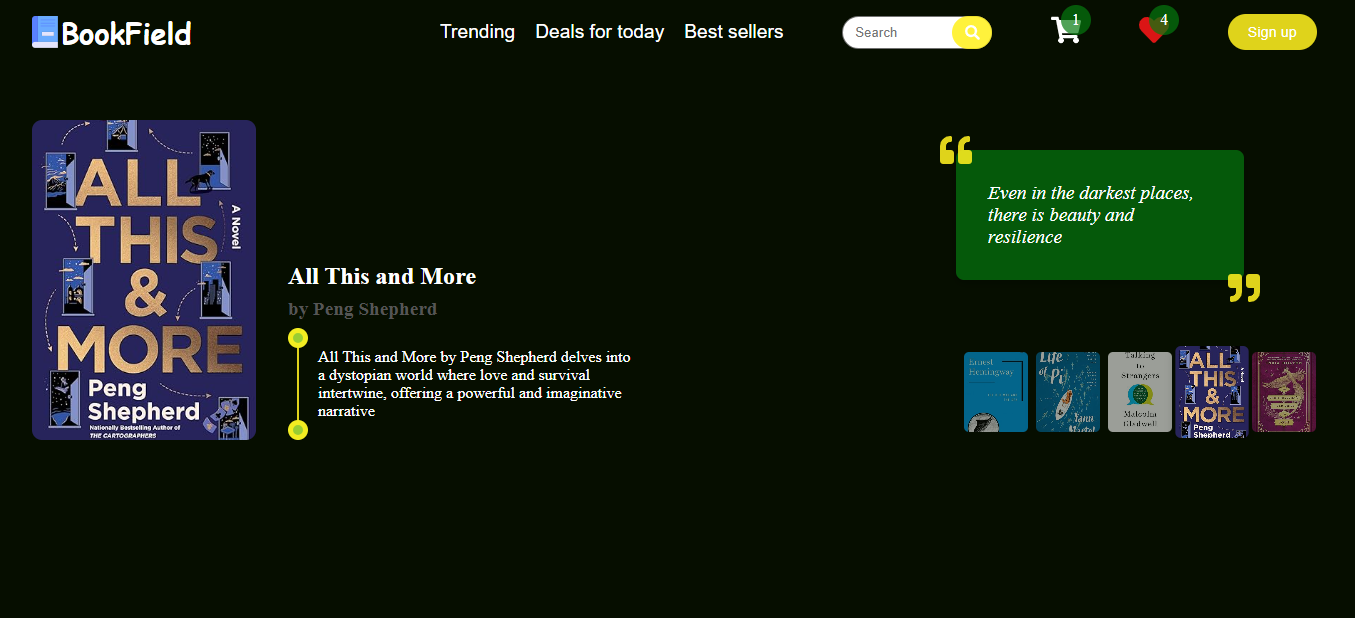 BookField
Trending
Deals for today
Best sellers
Search
1
4
Sign up
ALL
THIS
&
MORE
A Novel
Peng
Shepherd
Nationally Bestselling Author of
THE CARTOGRAPHERS
All This and More
by Peng Shepherd
All This and More by Peng Shepherd delves into
a dystopian world where love and survival
intertwine, offering a powerful and imaginative
narrative
“
Even in the darkest places,
there is beauty and
resilience
”
Ernest
Hemingway
Life
of Pi
Yann
Martel
Talking
to
Strangers
Malcolm
Gladwell
ALL
THIS
&
MORE
Peng
Shepherd